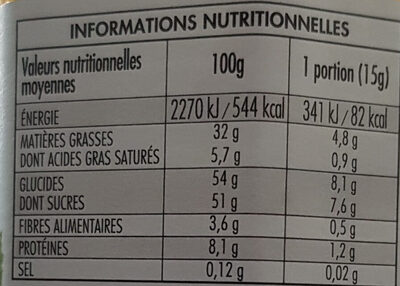 INFORMATIONS NUTRITIONNELLES
Valeurs nutritionnelles moyennes 100g 1 portion (15g)
ÉNERGIE 2270 kJ / 544 kcal 341 kJ / 82 kcal
MATIÈRES GRASSES 32 g 4,8 g
DONT ACIDES GRAS SATURÉS 5,7 g 0,9 g
GLUCIDES 54 g 8,1 g
DONT SUCRES 51 g 7,6 g
FIBRES ALIMENTAIRES 3,6 g 0,5 g
PROTÉINES 8,1 g 1,2 g
SEL 0,12 g 0,02 g